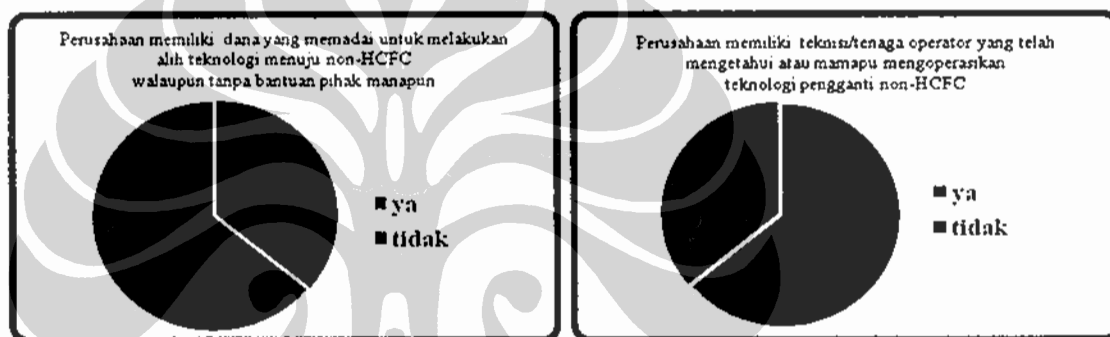 Perusahaan memiliki dana yang memadai untuk melakukan
alih teknologi menuju non-HCFC
walaupun tanpa bantuan pihak manapun
ya
tidak
Perusahaan memiliki teknisi/tenaga operator yang telah
mengetahui atau mamapu mengoperasikan
teknologi pengganti non-HCFC
ya
tidak